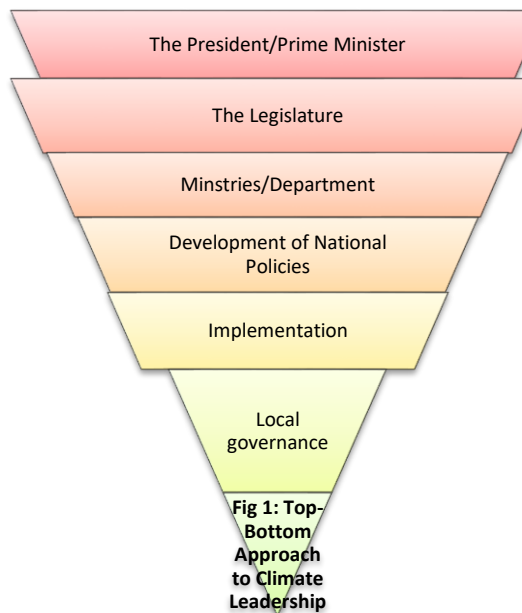 The President/Prime Minister
The Legislature
Minstries/Department
Development of National
Policies
Implementation
Local
governance
Fig 1: Top-
Bottom
Approach
to Climate
Leadership